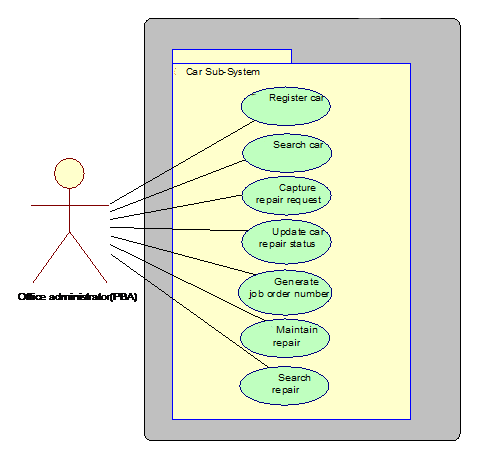 Car Sub-System
Register car
Search car
Capture
repair request
Update car
repair status
Generate
job order number
Maintain
repair
Search
repair
Office administrator(PBA)